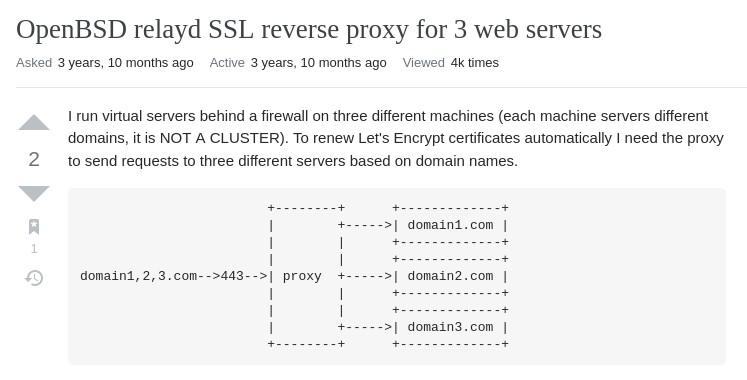 OpenBSD relayd SSL reverse proxy for 3 web servers
Asked 3 years, 10 months ago Active 3 years, 10 months ago Viewed 4k times
I run virtual servers behind a firewall on three different machines (each machine servers different
domains, it is NOT A CLUSTER). To renew Let's Encrypt certificates automatically I need the proxy
to send requests to three different servers based on domain names.
2
1
                        +--------+      +-------------+
                        |        +----->| domain1.com |
                        |        |      +-------------+
                        |        |      +-------------+
domain1,2,3.com-->443-->| proxy  +----->| domain2.com |
                        |        |      +-------------+
                        |        |      +-------------+
                        |        +----->| domain3.com |
                        +--------+      +-------------+